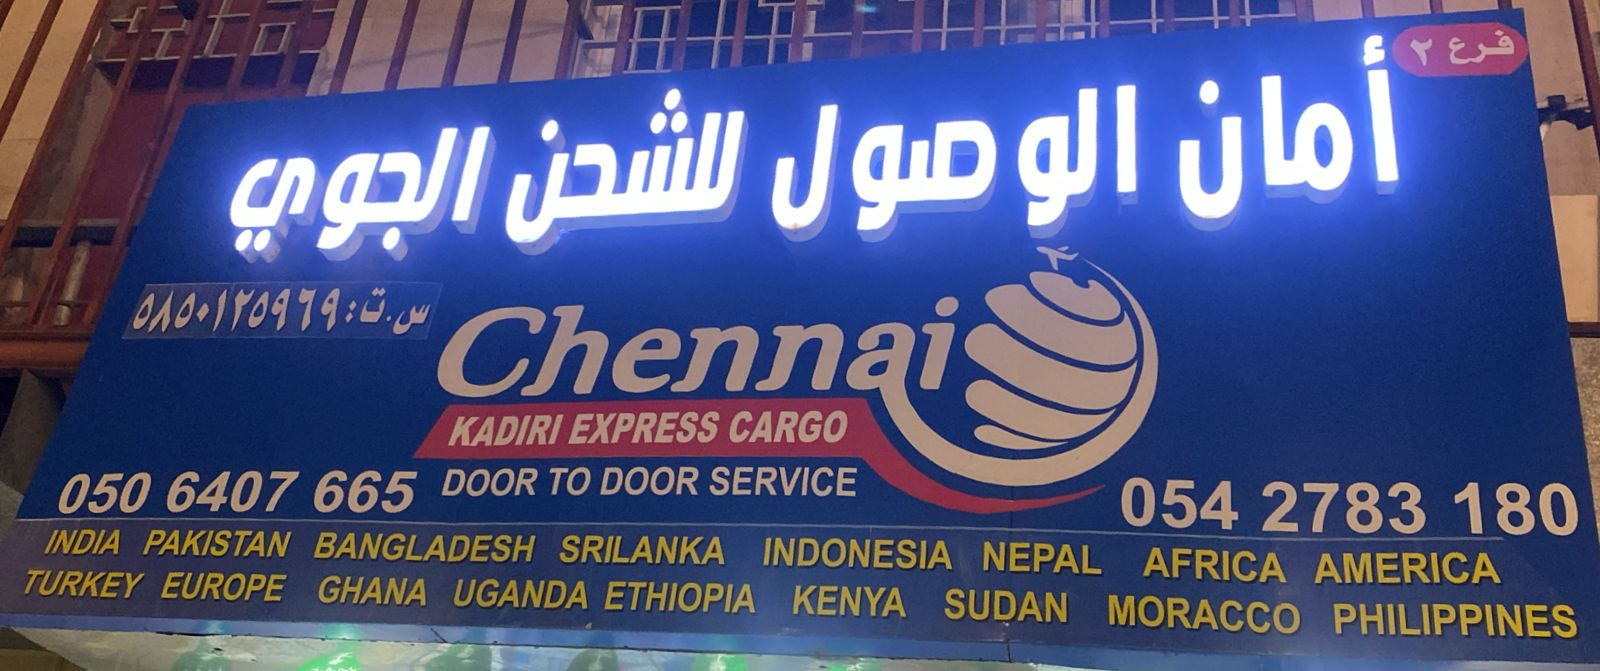 فرع ٢
أمان الوصول للشحن الجوي
س.ت: ٥٨٥٠١٢٥٩٦٩
Chennai
KADIRI EXPRESS CARGO
DOOR TO DOOR SERVICE
050 6407 665
054 2783 180
INDIA PAKISTAN BANGLADESH SRILANKA INDONESIA NEPAL AFRICA AMERICA
TURKEY EUROPE GHANA UGANDA ETHIOPIA KENYA SUDAN MORACCO PHILIPPINES